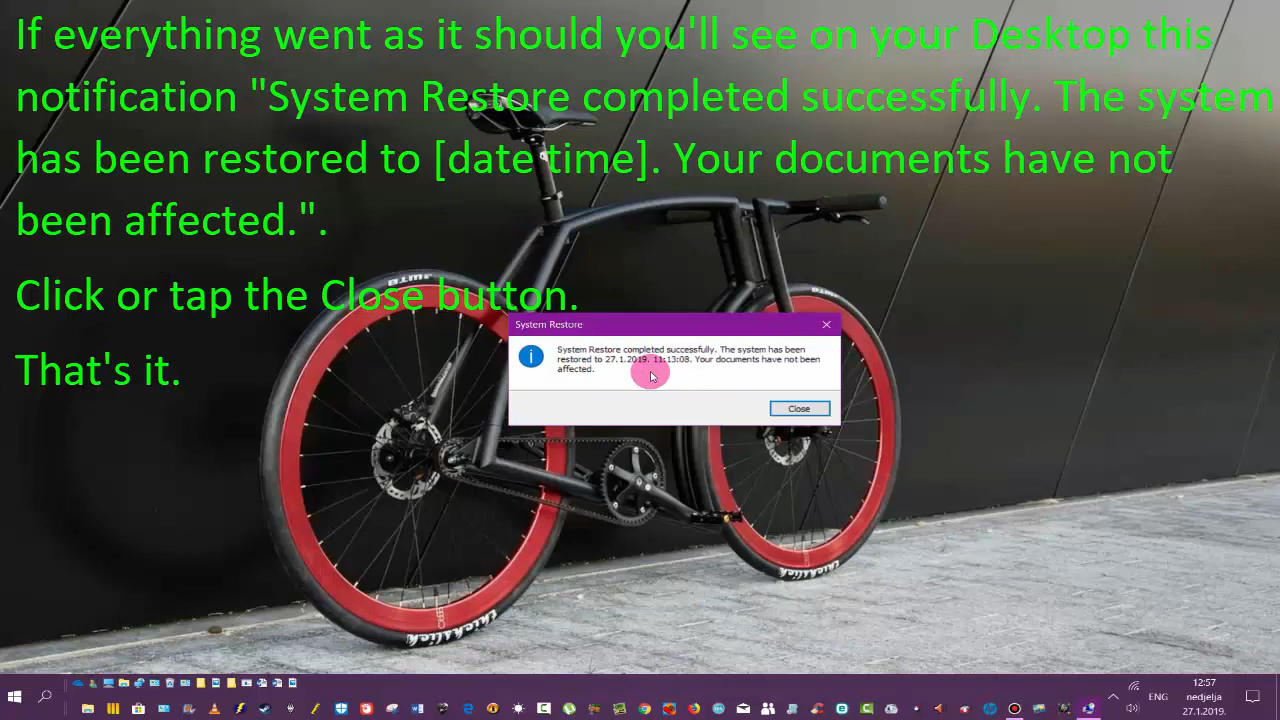 If everything went as it should you'll see on your Desktop this
notification "System Restore completed successfully. The system
has been restored to [date time]. Your documents have not
been affected.".
Click or tap the Close button.
That's it.
System Restore
System Restore completed successfully. The system has been
restored to 27.1.2019. 11:13:08. Your documents have not been
affected.
Close
thickslick
thickslick
12:57
ENG
nedjelja
27.1.2019.